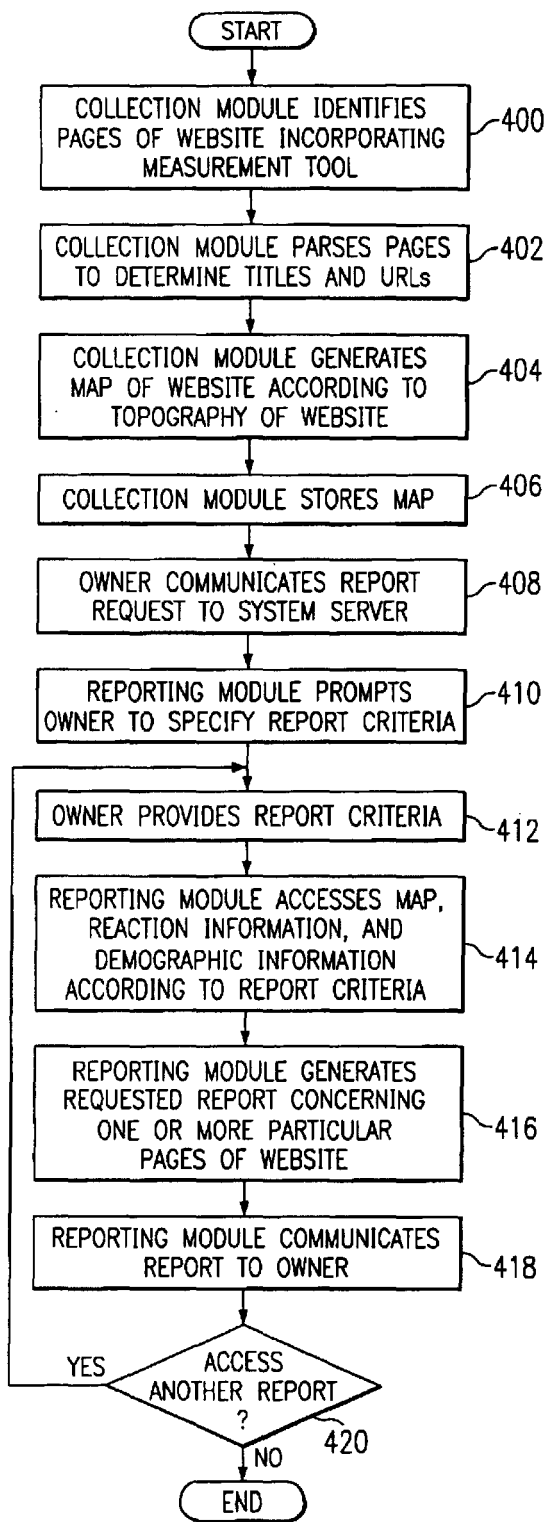 START
COLLECTION MODULE IDENTIFIES
PAGES OF WEBSITE INCORPORATING
MEASUREMENT TOOL
400
COLLECTION MODULE PARSES PAGES
TO DETERMINE TITLES AND URLs
402
COLLECTION MODULE GENERATES
MAP OF WEBSITE ACCORDING TO
TOPOGRAPHY OF WEBSITE
404
COLLECTION MODULE STORES MAP
406
OWNER COMMUNICATES REPORT
REQUEST TO SYSTEM SERVER
408
REPORTING MODULE PROMPTS
OWNER TO SPECIFY REPORT CRITERIA
410
OWNER PROVIDES REPORT CRITERIA
412
REPORTING MODULE ACCESSES MAP,
REACTION INFORMATION, AND
DEMOGRAPHIC INFORMATION
ACCORDING TO REPORT CRITERIA
414
REPORTING MODULE GENERATES
REQUESTED REPORT CONCERNING
ONE OR MORE PARTICULAR
PAGES OF WEBSITE
416
REPORTING MODULE COMMUNICATES
REPORT TO OWNER
418
YES
ACCESS
ANOTHER REPORT
?
420
NO
END